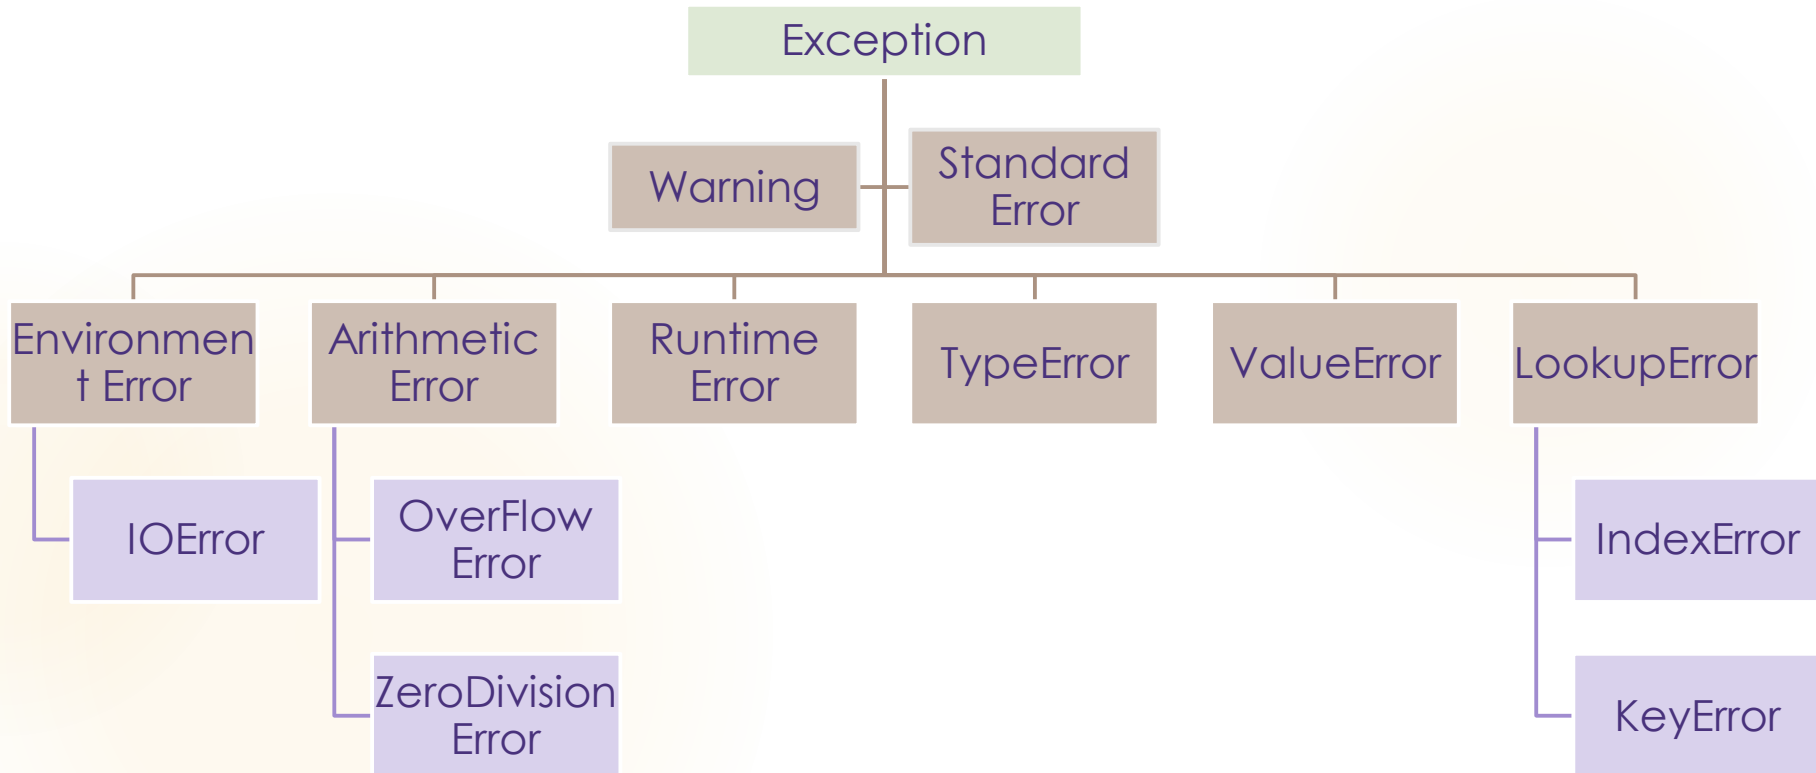 Exception
Warning
Standard
Error
Environmen
t Error
Arithmetic
Error
Runtime
Error
TypeError
ValueError
LookupError
IOError
OverFlow
Error
IndexError
ZeroDivision
Error
KeyError